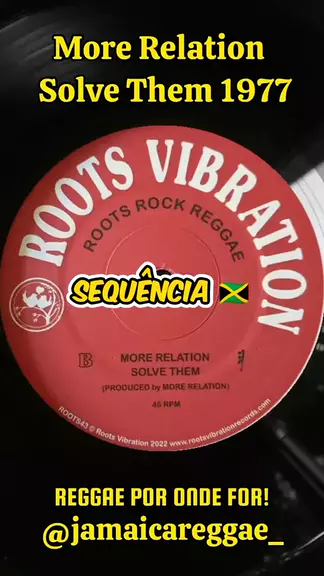 More Relation
Solve Them 1977
ROOTS VIBRATION
ROOTS ROCK REGGAE
SEQUÊNCIA 🇯🇲
B
MORE RELATION
SOLVE THEM
(PRODUCED by MORE RELATION)
45 RPM
ROOTS43 © Roots Vibration 2022 www.rootsvibrationrecords.com
REGGAE POR ONDE FOR!
@jamaicareggae_